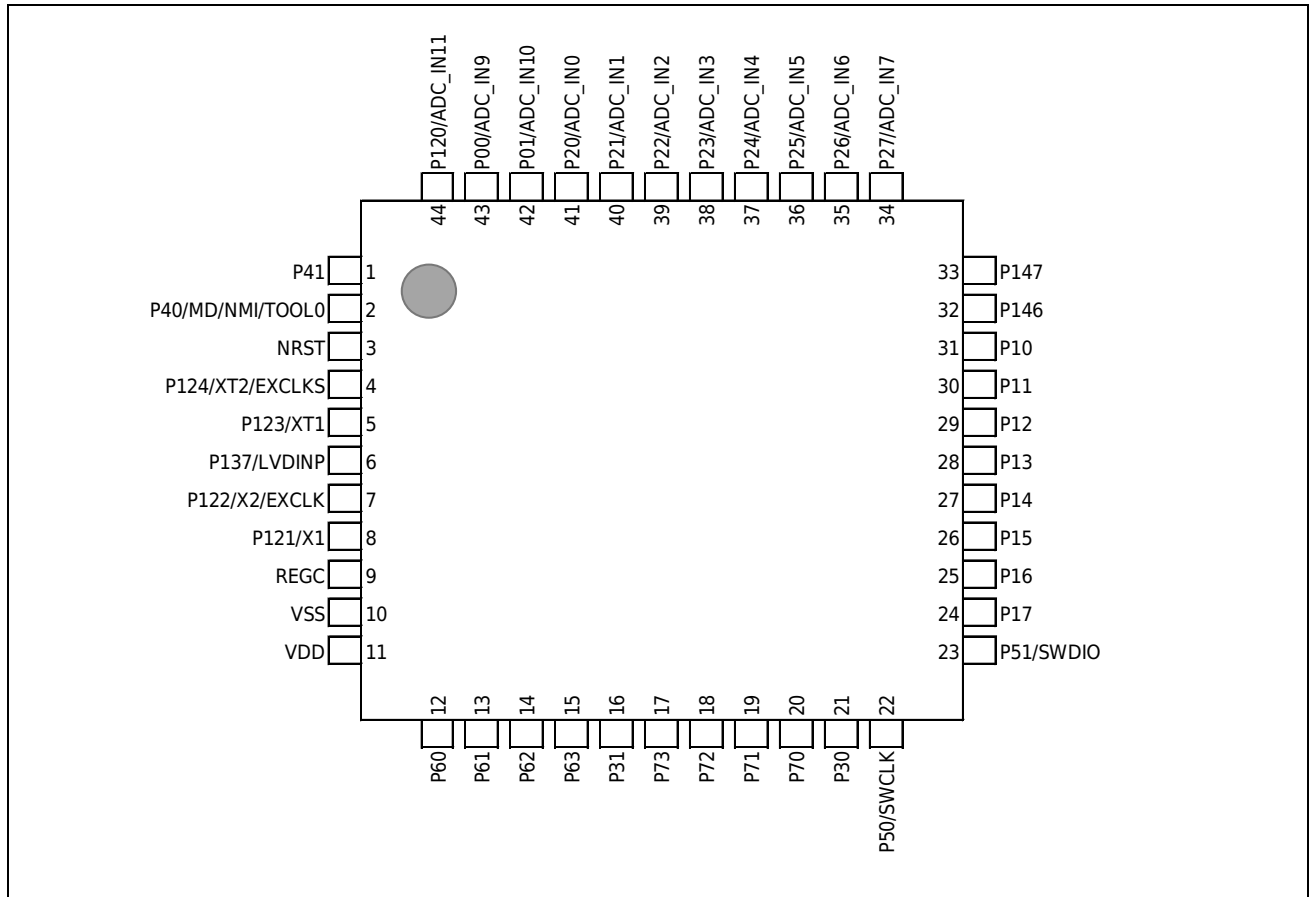 P120/ADC_IN11
P00/ADC_IN9
P01/ADC_IN10
P20/ADC_IN0
P21/ADC_IN1
P22/ADC_IN2
P23/ADC_IN3
P24/ADC_IN4
P25/ADC_IN5
P26/ADC_IN6
P27/ADC_IN7
44 43 42 41 40 39 38 37 36 35 34
P41 1 33 P147
P40/MD/NMI/TOOL0 2 32 P146
NRST 3 31 P10
P124/XT2/EXCLKS 4 30 P11
P123/XT1 5 29 P12
P137/LVDINP 6 28 P13
P122/X2/EXCLK 7 27 P14
P121/X1 8 26 P15
REGC 9 25 P16
VSS 10 24 P17
VDD 11 23 P51/SWDIO
12 13 14 15 16 17 18 19 20 21 22
P60
P61
P62
P63
P31
P73
P72
P71
P70
P30
P50/SWCLK